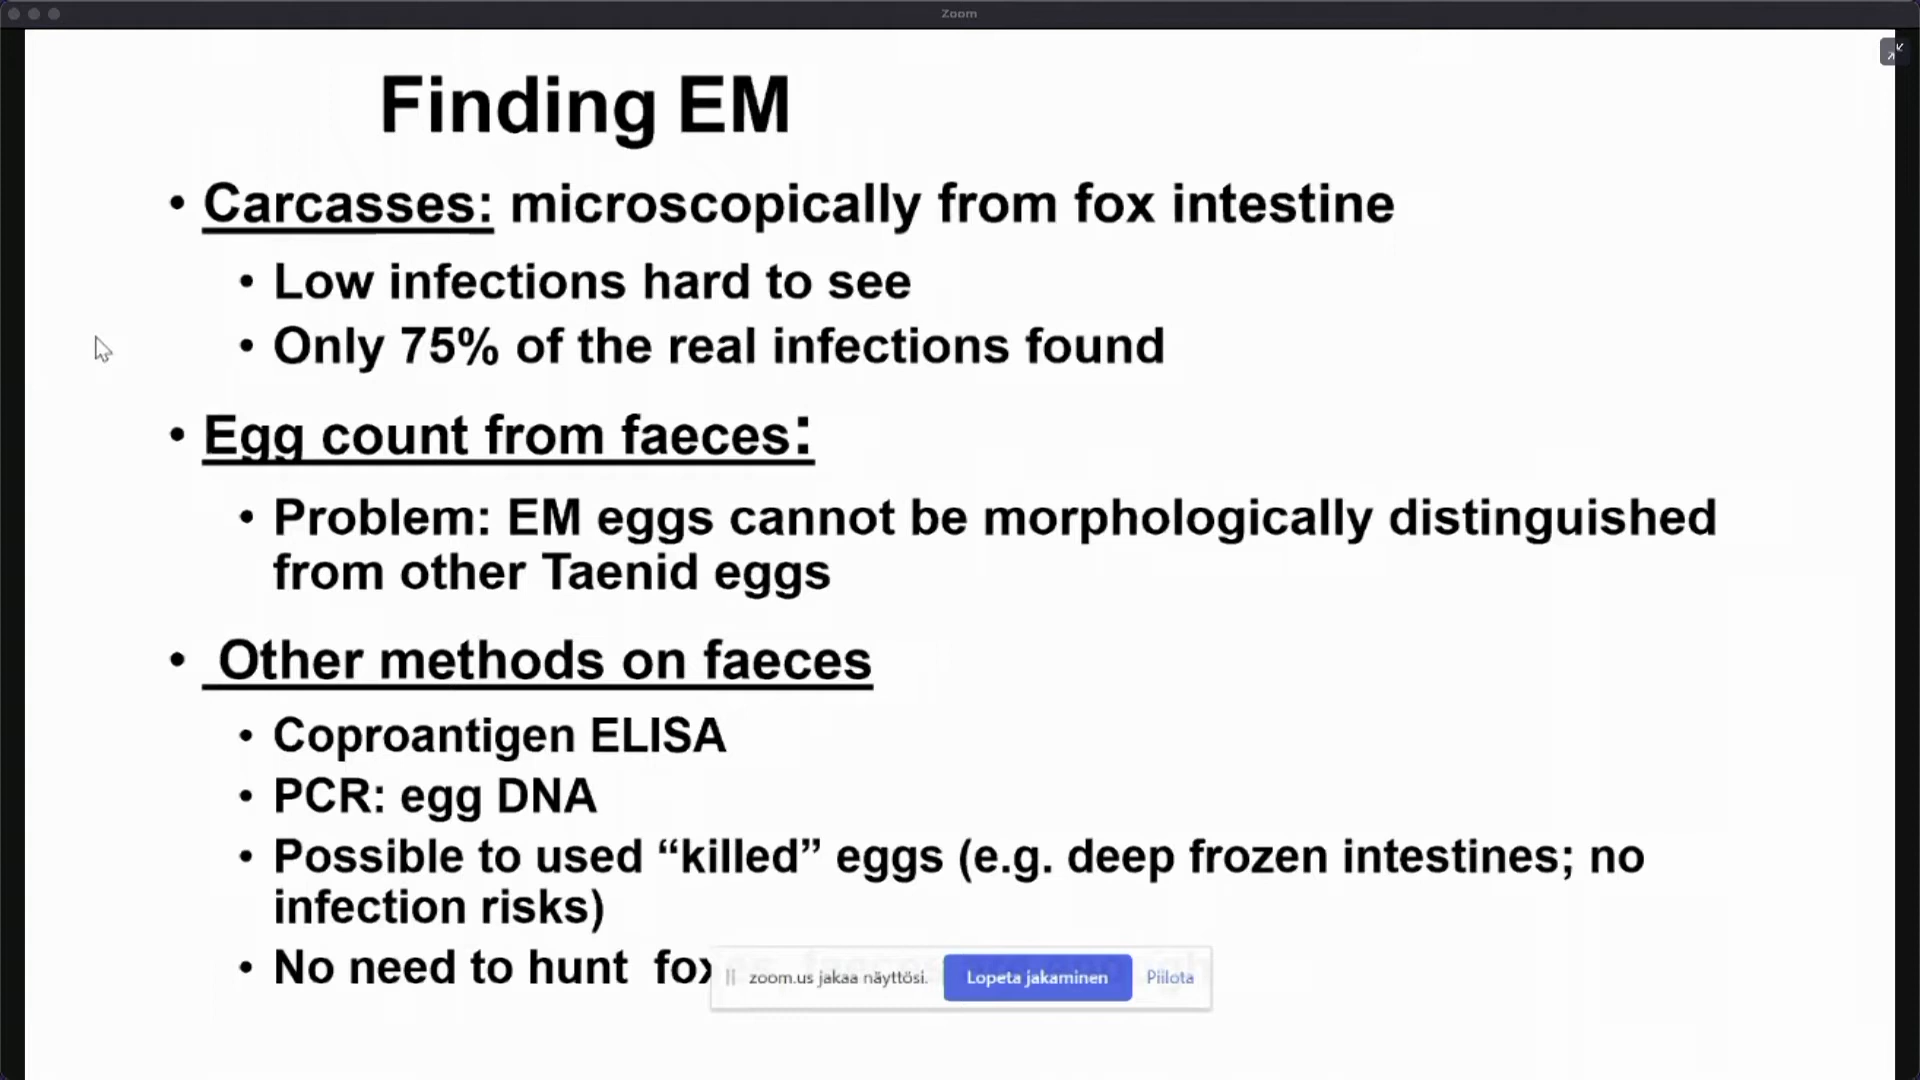 Zoom
Finding EM
• Carcasses: microscopically from fox intestine
• Low infections hard to see
• Only 75% of the real infections found
• Egg count from faeces:
• Problem: EM eggs cannot be morphologically distinguished
from other Taenid eggs
• Other methods on faeces
• Coproantigen ELISA
• PCR: egg DNA
• Possible to used “killed” eggs (e.g. deep frozen intestines; no
infection risks)
• No need to hunt
zoom.us jakaa näyttösi. Lopeta jakaminen Piilota